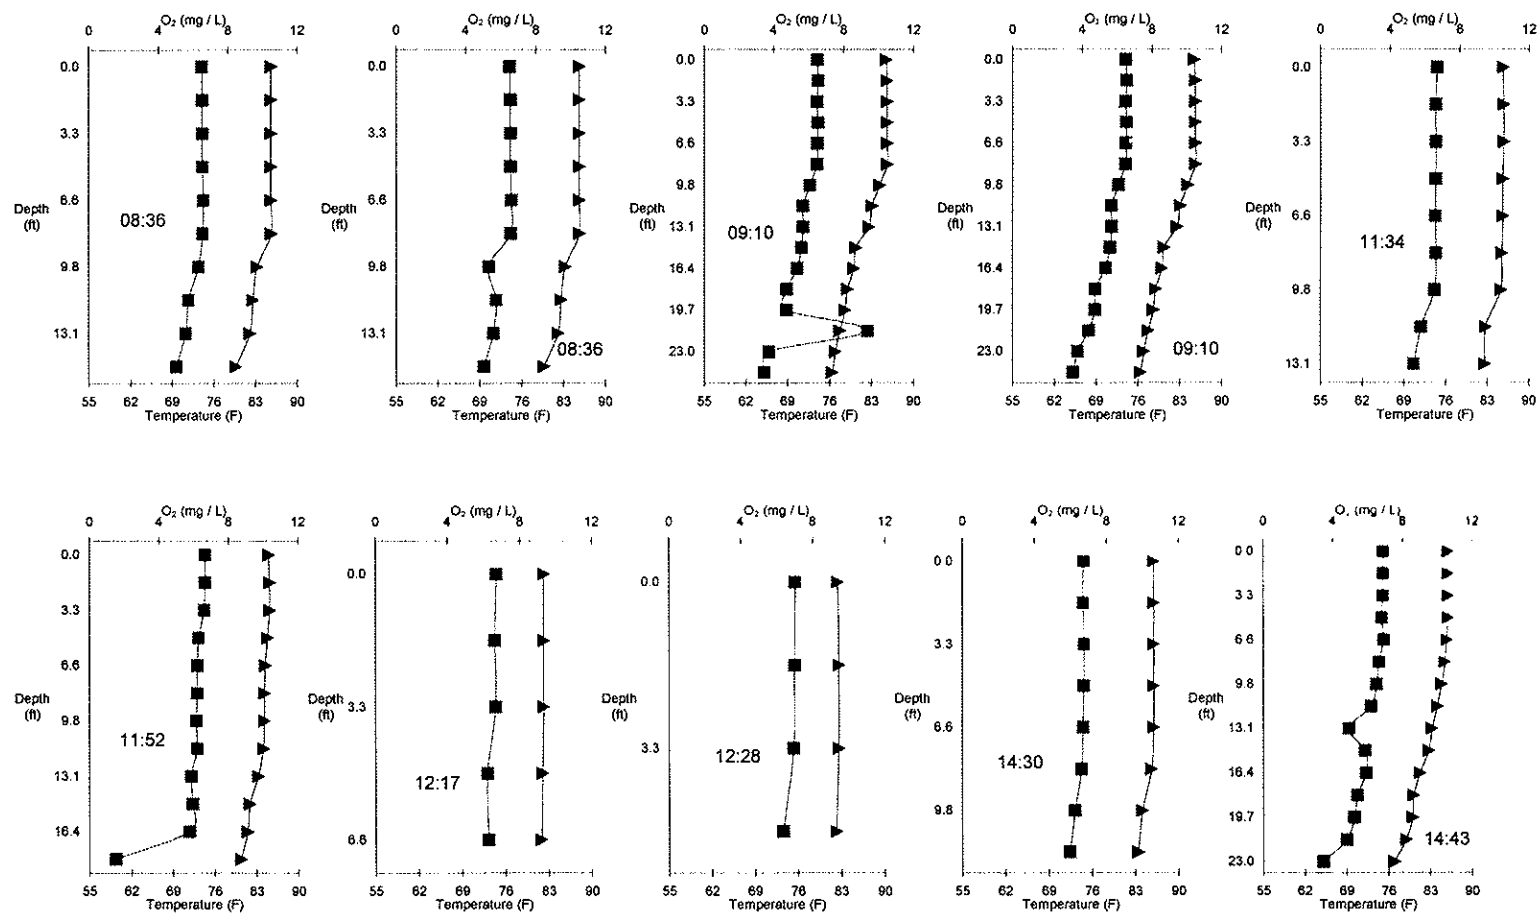 O₂ (mg / L)
0 4 8 12
0.0
3.3
6.6
Depth
(ft)
08:36
9.8
13.1
55 62 69 76 83 90
Temperature (F)
O₂ (mg / L)
0 4 8 12
0.0
3.3
6.6
Depth
(ft)
9.8
13.1
08:36
55 62 69 76 83 90
Temperature (F)
O₂ (mg / L)
0 4 8 12
0.0
3.3
6.6
9.8
Depth
(ft)
13.1
09:10
16.4
19.7
23.0
55 62 69 76 83 90
Temperature (F)
O₂ (mg / L)
0 4 8 12
0.0
3.3
6.6
9.8
Depth
(ft)
13.1
16.4
19.7
23.0
09:10
55 62 69 76 83 90
Temperature (F)
O₂ (mg / L)
0 4 8 12
0.0
3.3
6.6
Depth
(ft)
11:34
9.8
13.1
55 62 69 76 83 90
Temperature (F)
O₂ (mg / L)
0 4 8 12
0.0
3.3
6.6
Depth
(ft)
9.8
11:52
13.1
16.4
55 62 69 76 83 90
Temperature (F)
O₂ (mg / L)
0 4 8 12
0.0
Depth
(ft)
3.3
12:17
6.6
55 62 69 76 83 90
Temperature (F)
O₂ (mg / L)
0 4 8 12
0.0
Depth
(ft)
3.3
12:28
55 62 69 76 83 90
Temperature (F)
O₂ (mg / L)
0 4 8 12
0.0
3.3
Depth
(ft)
6.6
14:30
9.8
55 62 69 76 83 90
Temperature (F)
(mg / L)
0 4 8 12
0.0
3.3
6.6
9.8
Depth
(ft)
13.1
16.4
19.7
14:43
23.0
55 62 69 76 83 90
Temperature (F)